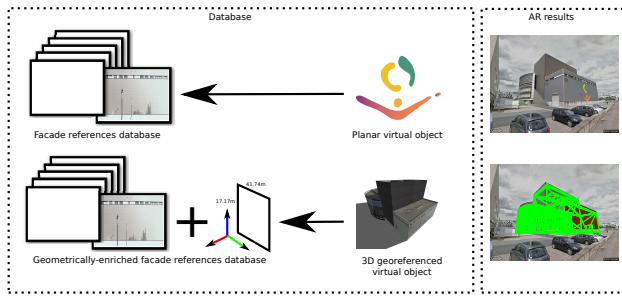 Database
AR results
Facade references database
Planar virtual object
41.74m
17.17m
Geometrically-enriched facade references database
3D georeferenced
virtual object